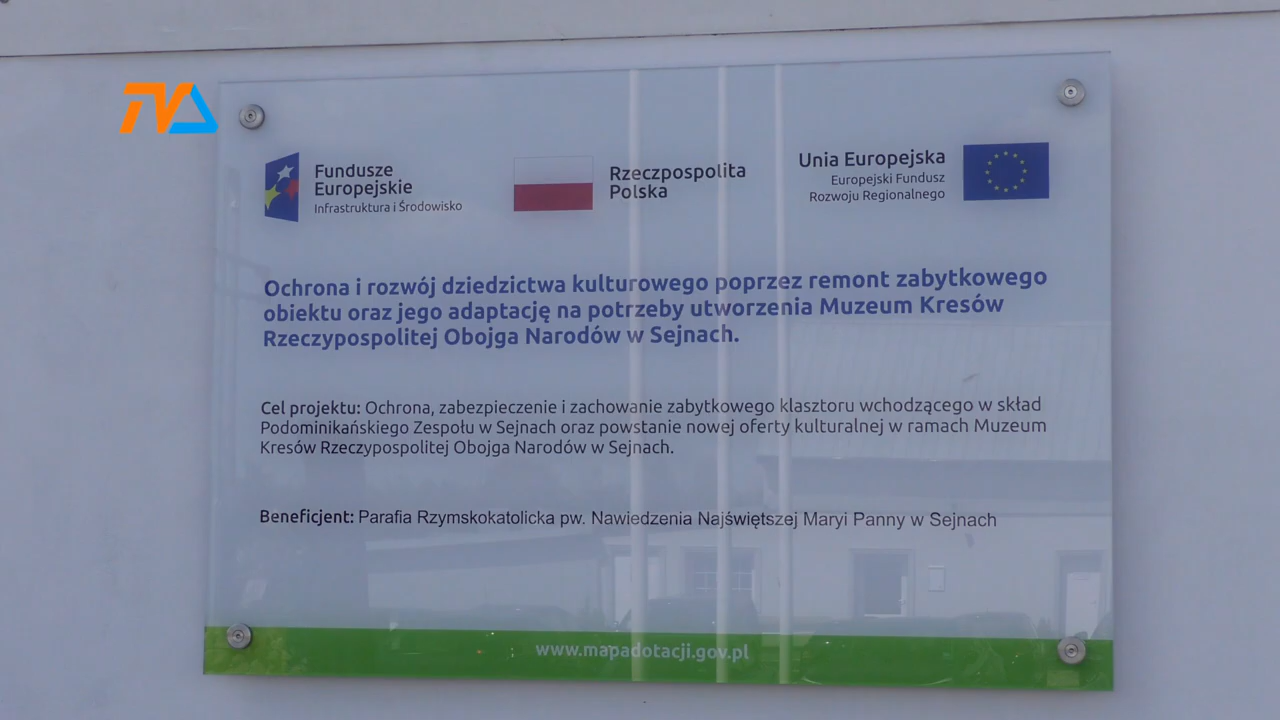 TVA
Fundusze
Europejskie
Infrastruktura i Środowisko
Rzeczpospolita
Polska
Unia Europejska
Europejski Fundusz
Rozwoju Regionalnego
Ochrona i rozwój dziedzictwa kulturowego poprzez remont zabytkowego
obiektu oraz jego adaptację na potrzeby utworzenia Muzeum Kresów
Rzeczypospolitej Obojga Narodów w Sejnach.
Cel projektu: Ochrona, zabezpieczenie i zachowanie zabytkowego klasztoru wchodzącego w skład
Podominikańskiego Zespołu w Sejnach oraz powstanie nowej oferty kulturalnej w ramach Muzeum
Kresów Rzeczypospolitej Obojga Narodów w Sejnach.
Beneficjent: Parafia Rzymskokatolicka pw. Nawiedzenia Najświętszej Maryi Panny w Sejnach
www.mapadotacji.gov.pl